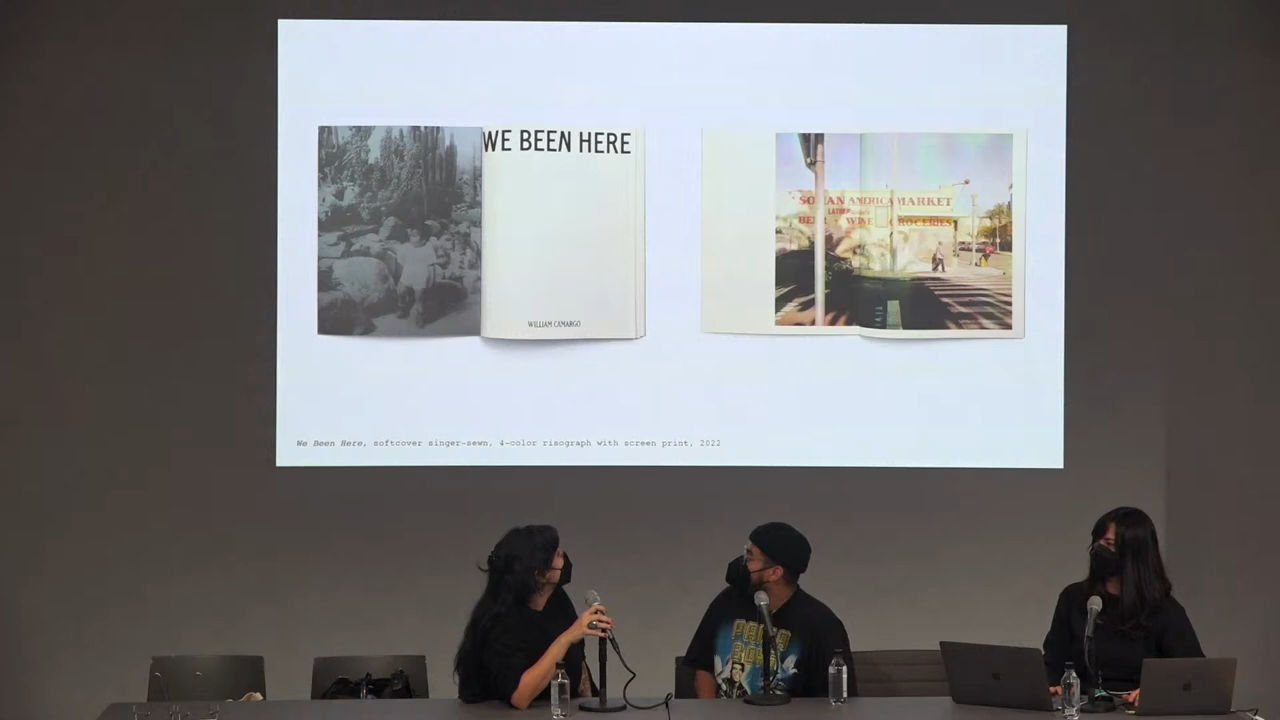 WE BEEN HERE
WILLIAM CAMARGO
AMERICA MARKET
WINE GROCERIES
We Been Here, softcover singer-sewn, 4-color risograph with screen print, 2022